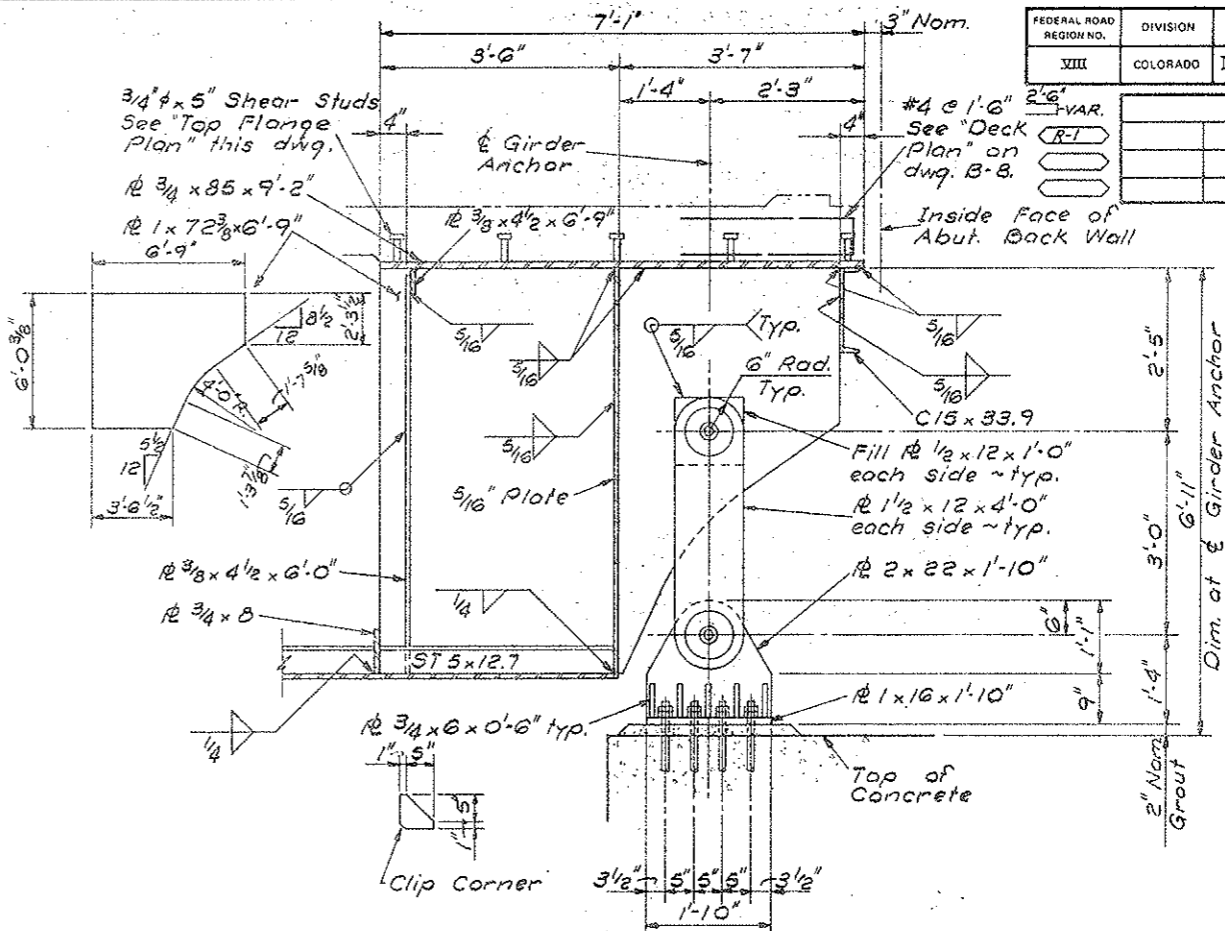 7'-1"
3" Nom.
3'-6"
3'-7"
1'-4"
2'-3"
FEDERAL ROAD REGION NO.
DIVISION
VIII
COLORADO
3/4" ϕ x 5" Shear Studs
See "Top Flange
Plan" this dwg.
4"
℄ Girder
Anchor
4"
#4 @ 1'-6"
See "Deck
Plan" on
dwg. B-8.
2'-6"
VAR.
R-1
℄ 3/4 x 85 x 9'-2"
℄ 1 x 72 3/8 x 6'-9"
℄ 3/8 x 4 1/2 x 6'-9"
Inside Face of
Abut. Back Wall
6'-9"
6'-0 3/8"
8 1/2
12
2'-3 1/2"
4'-0" R.
1'-7 5/8"
5 1/2
12
1'-3 7/8"
3'-6 1/2"
5/16
5/16
5/16
5/16
5/16
Typ.
6" Rad.
Typ.
5/16
5/16
C15 x 33.9
5/16" Plate
Fill ℄ 1/2 x 12 x 1'-0"
each side ~ typ.
℄ 1 1/2 x 12 x 4'-0"
each side ~ typ.
℄ 2 x 22 x 1'-10"
℄ 3/8 x 4 1/2 x 6'-0"
℄ 3/4 x 8
1/4
ST 5 x 12.7
1/4
℄ 3/4 x 6 x 0'-6" typ.
℄ 1 x 16 x 1'-10"
2'-5"
3'-0"
6'-11"
6"
1'-1"
9"
1'-4"
2" Nom.
Grout
Dim. at ℄ Girder Anchor
Top of
Concrete
1"
5"
5"
1"
Clip Corner
3 1/2"
5"
5"
5"
3 1/2"
1'-10"